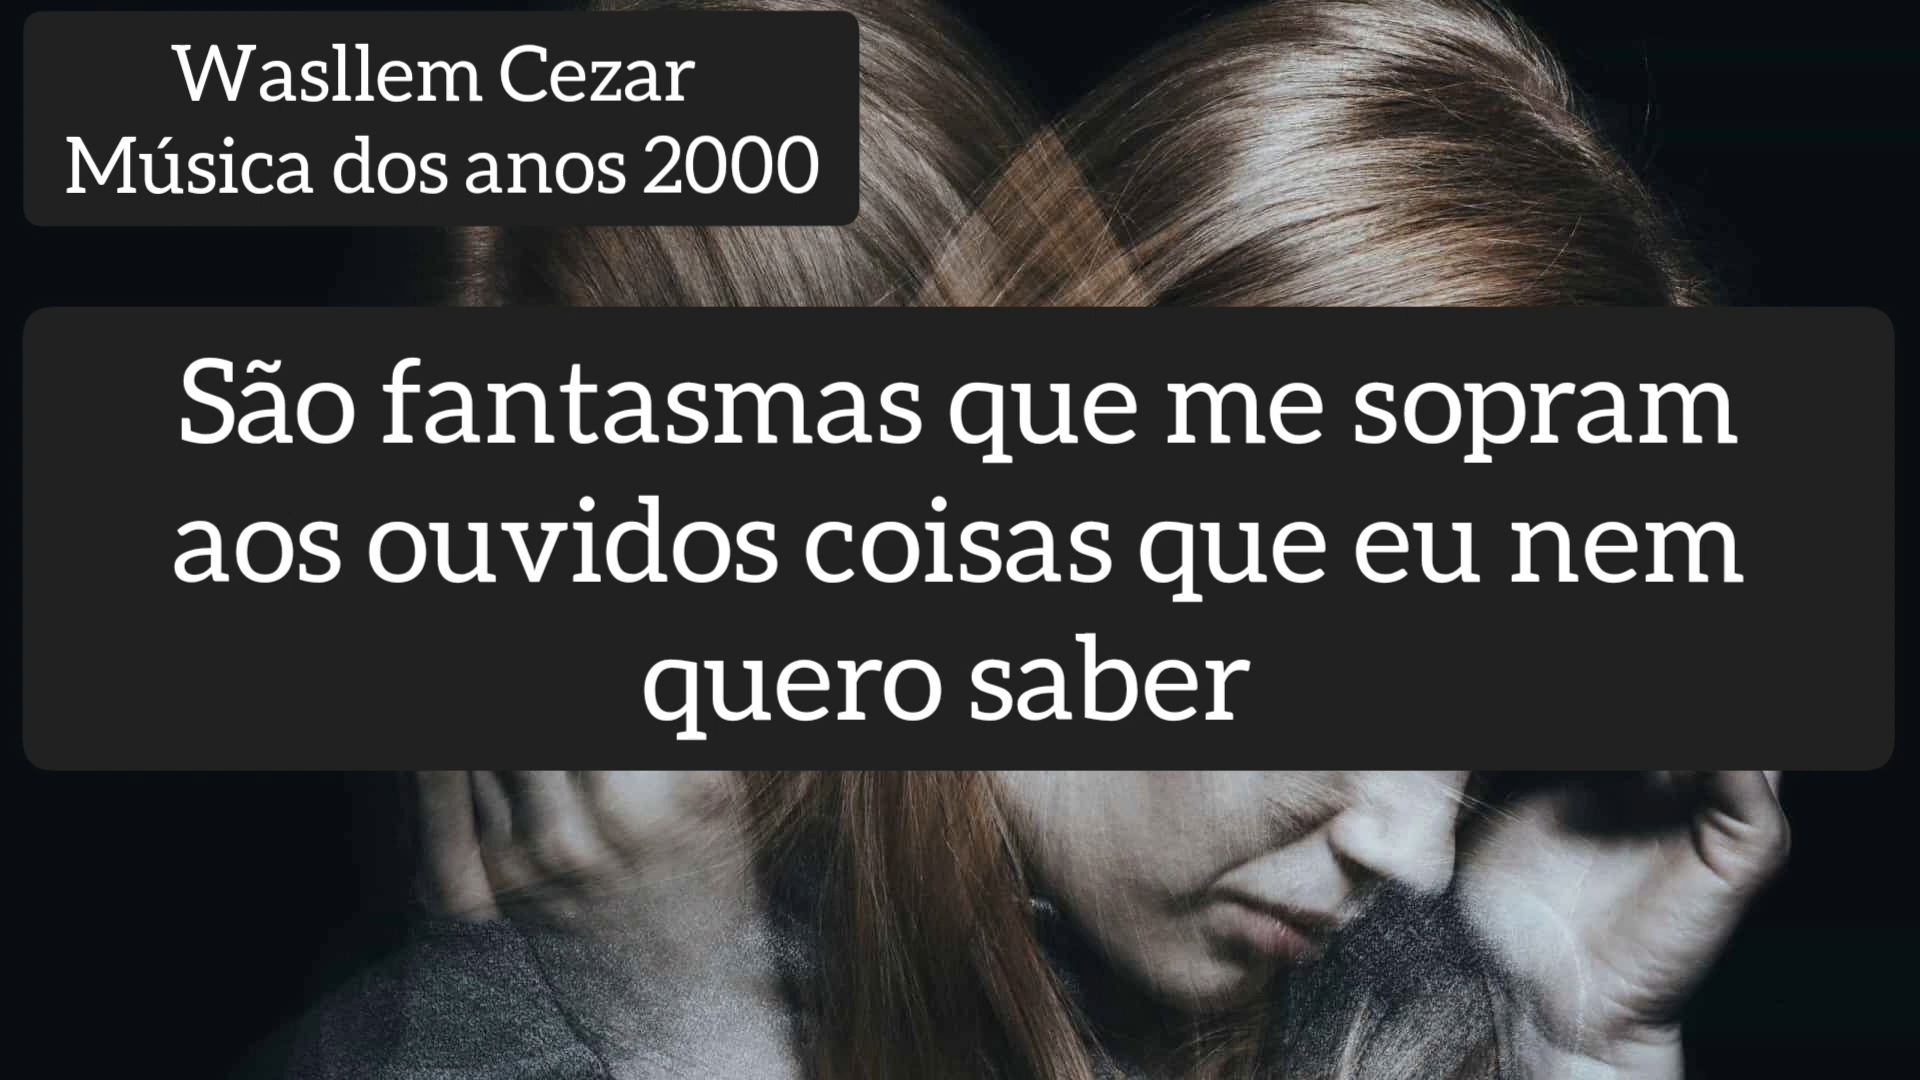 Wasllem Cezar
Música dos anos 2000
São fantasmas que me sopram
aos ouvidos coisas que eu nem
quero saber